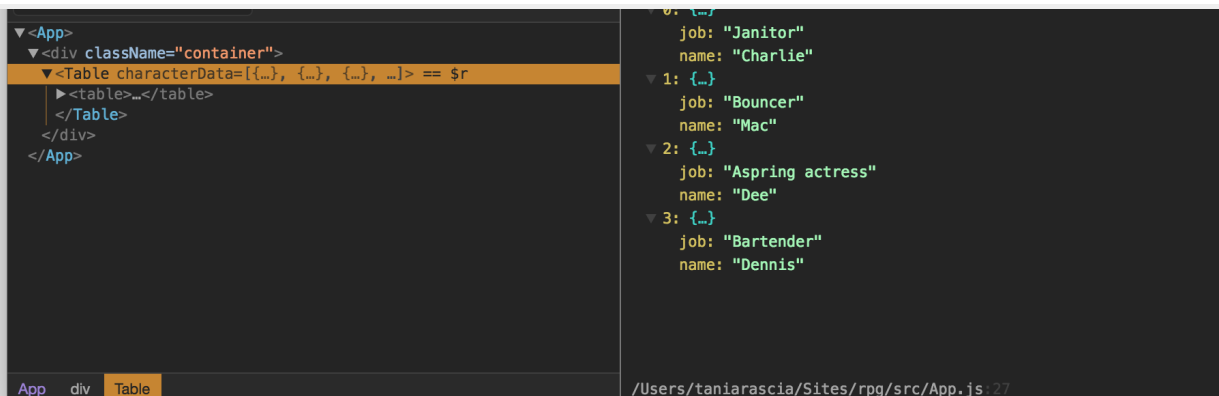 ▼<App>
▼<div className="container">
▼<Table characterData=[{…}, {…}, {…}, …]> == $r
▶<table>…</table>
</Table>
</div>
</App>
App div Table
0: {…}
job: "Janitor"
name: "Charlie"
▼ 1: {…}
job: "Bouncer"
name: "Mac"
▼ 2: {…}
job: "Aspring actress"
name: "Dee"
▼ 3: {…}
job: "Bartender"
name: "Dennis"
/Users/taniarascia/Sites/rpg/src/App.js:27